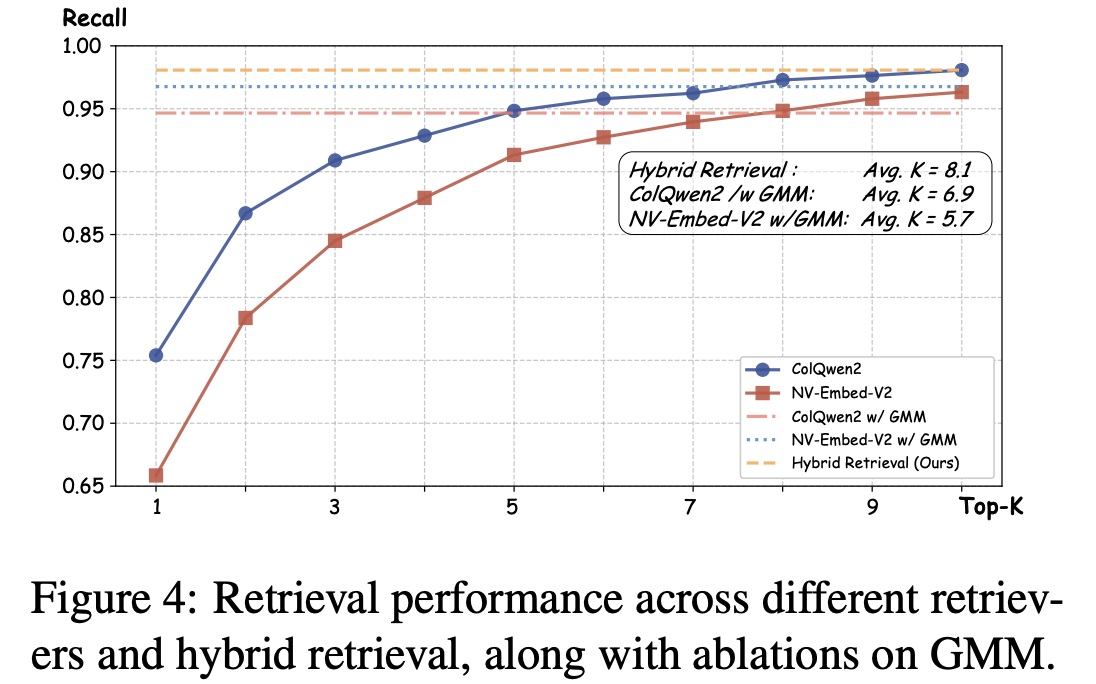 Recall
1.00
0.95
0.90
0.85
0.80
0.75
0.70
0.65
Hybrid Retrieval : Avg. K = 8.1
ColQwen2 /w GMM: Avg. K = 6.9
NV-Embed-V2 w/GMM: Avg. K = 5.7
ColQwen2
NV-Embed-V2
ColQwen2 w/ GMM
NV-Embed-V2 w/ GMM
Hybrid Retrieval (Ours)
1 3 5 7 9 Top-K
Figure 4: Retrieval performance across different retriev-
ers and hybrid retrieval, along with ablations on GMM.